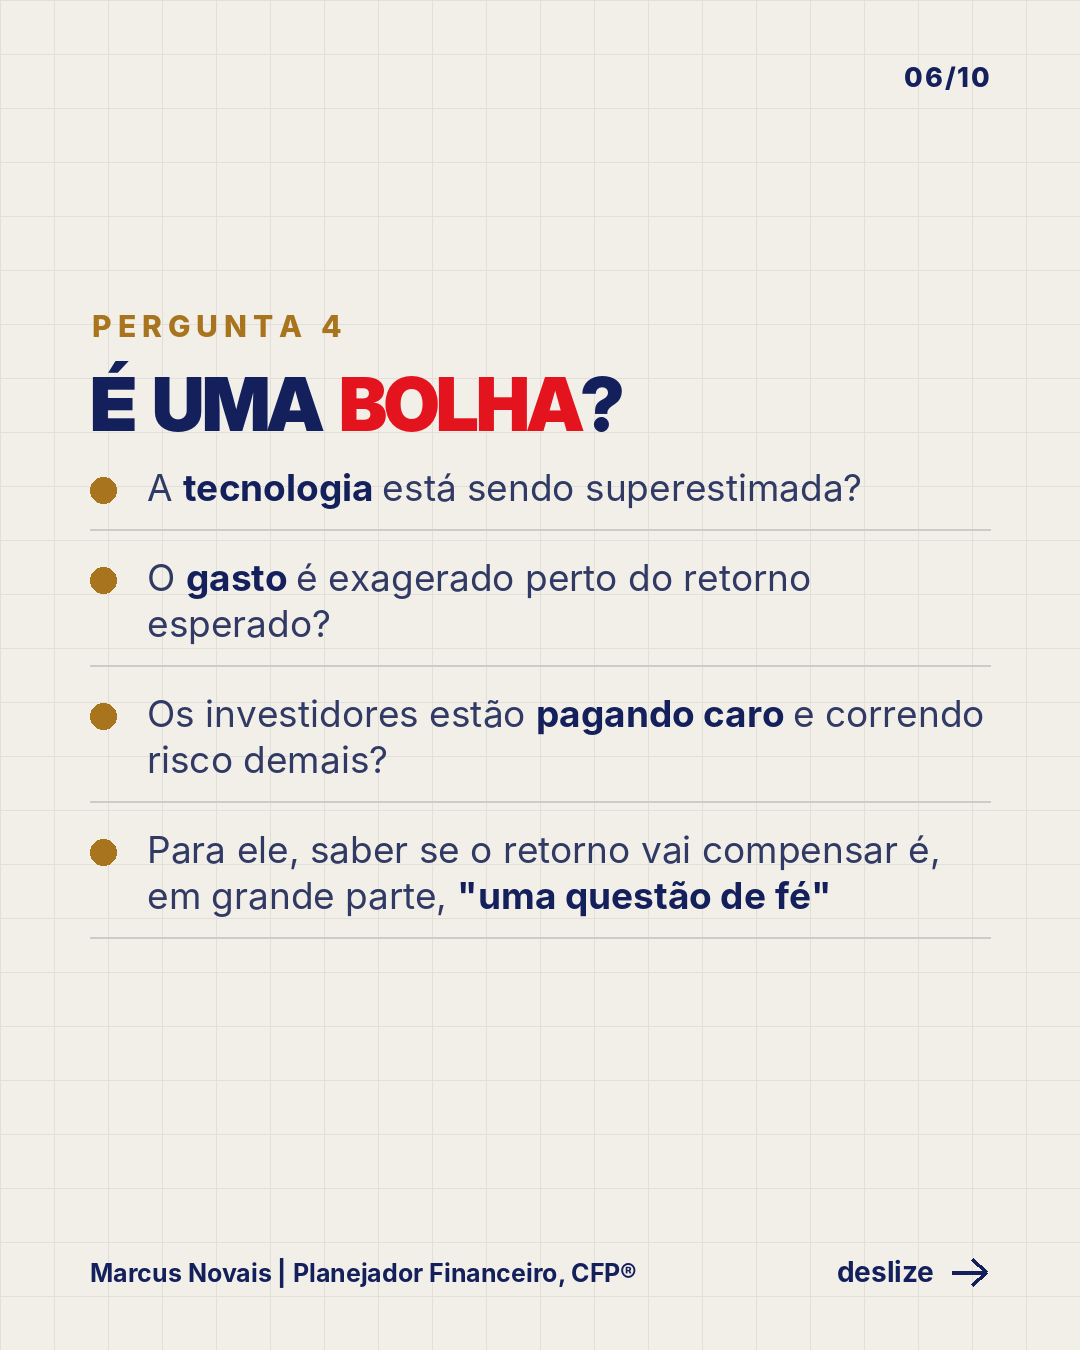 06/10
PERGUNTA 4
É UMA BOLHA?
A tecnologia está sendo superestimada?
O gasto é exagerado perto do retorno
esperado?
Os investidores estão pagando caro e correndo
risco demais?
Para ele, saber se o retorno vai compensar é,
em grande parte, "uma questão de fé"
Marcus Novais | Planejador Financeiro, CFP®
deslize →